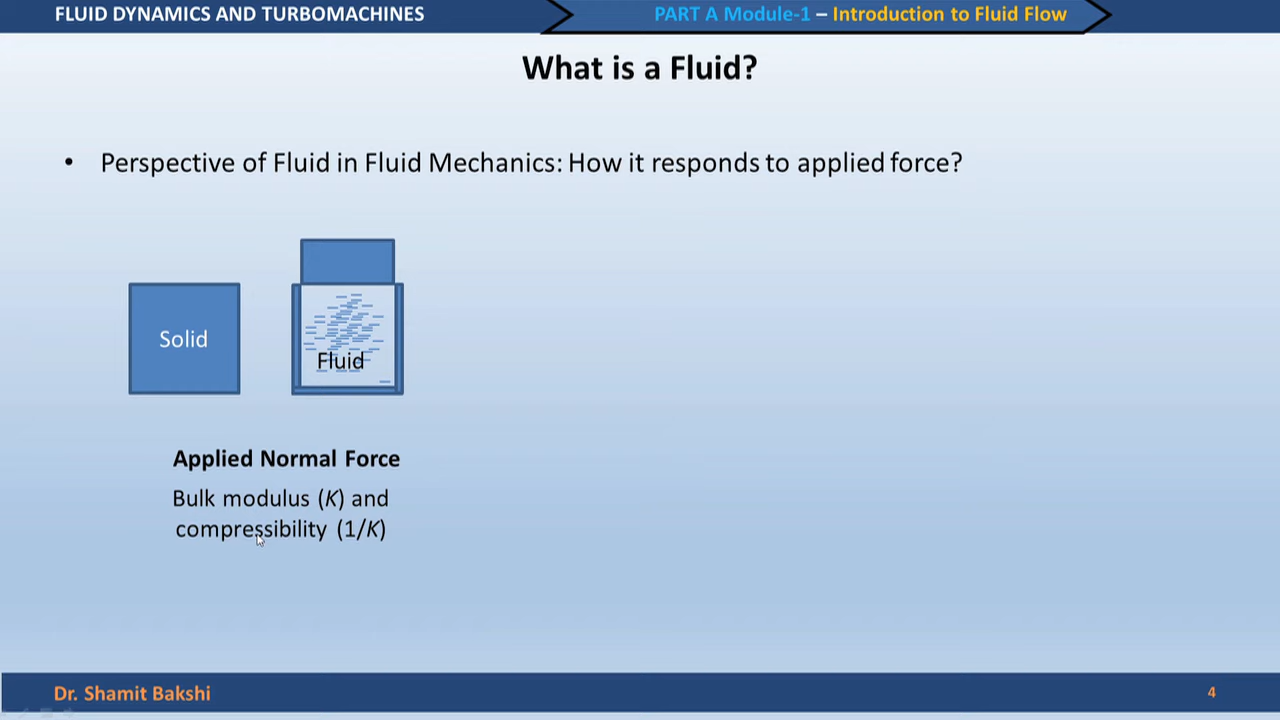 FLUID DYNAMICS AND TURBOMACHINES
PART A Module-1 – Introduction to Fluid Flow
What is a Fluid?
• Perspective of Fluid in Fluid Mechanics: How it responds to applied force?
Solid
Fluid
Applied Normal Force
Bulk modulus (K) and
compressibility (1/K)
Dr. Shamit Bakshi
4